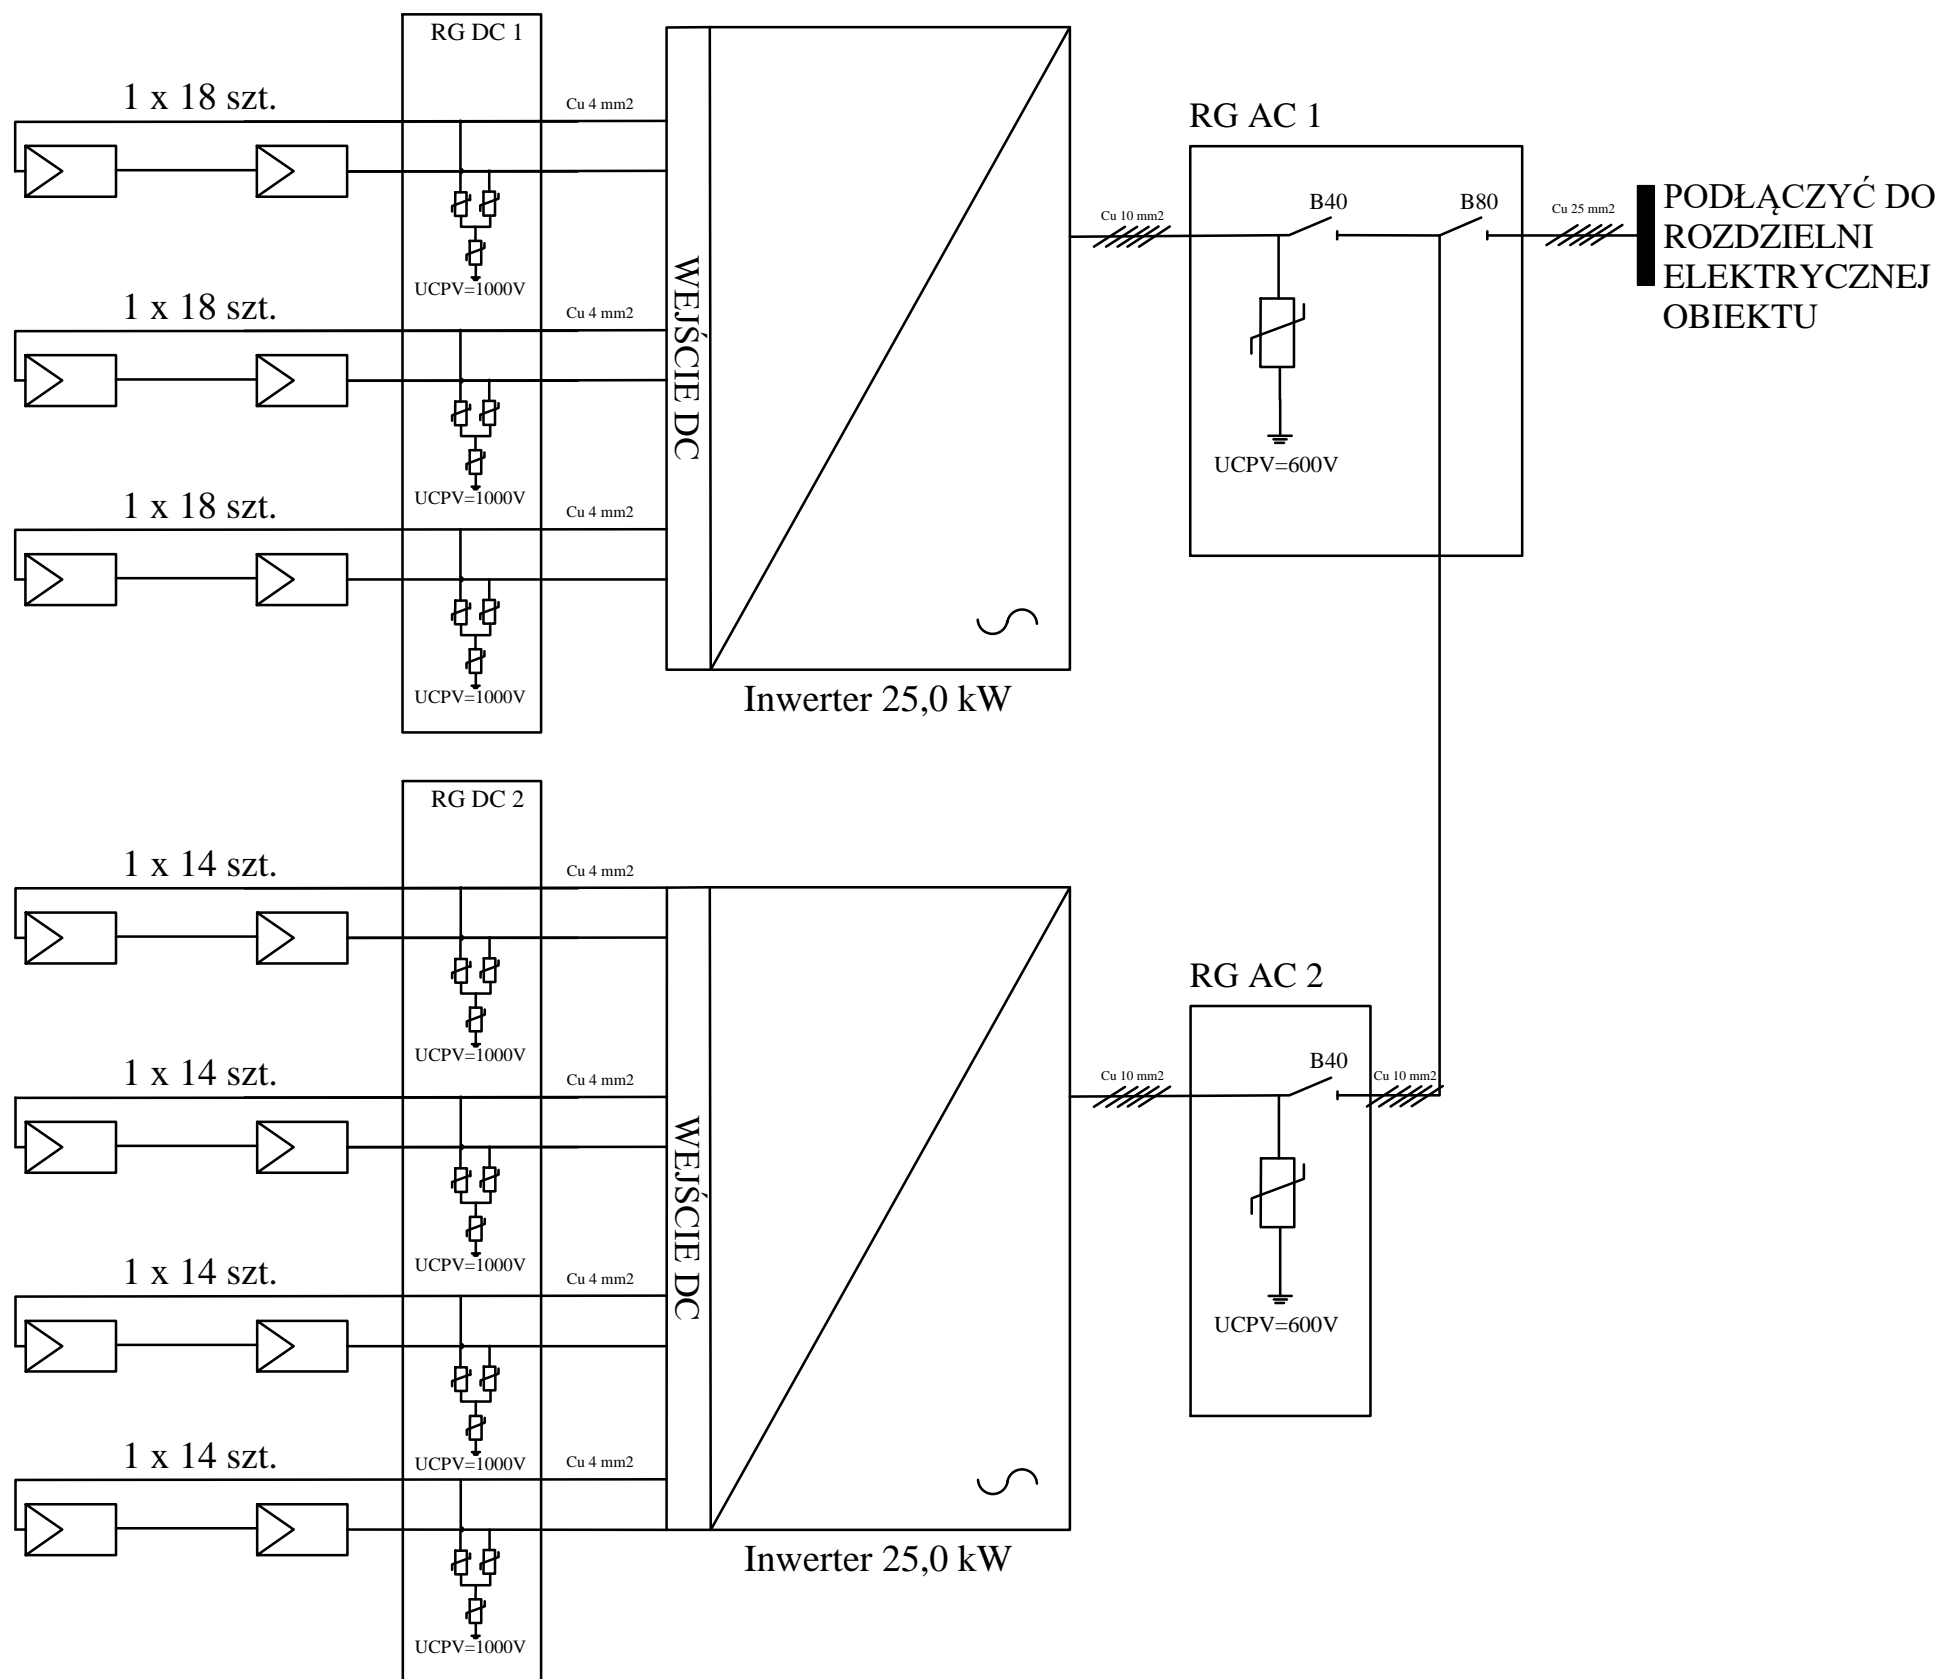 RG DC 1
1 x 18 szt.
Cu 4 mm2
UCPV=1000V
1 x 18 szt.
Cu 4 mm2
UCPV=1000V
1 x 18 szt.
Cu 4 mm2
UCPV=1000V
WEJŚCIE DC
Inwerter 25,0 kW
Cu 10 mm2
RG AC 1
B40
B80
UCPV=600V
Cu 25 mm2
PODŁĄCZYĆ DO
ROZDZIELNI
ELEKTRYCZNEJ
OBIEKTU
RG DC 2
1 x 14 szt.
Cu 4 mm2
UCPV=1000V
1 x 14 szt.
Cu 4 mm2
UCPV=1000V
1 x 14 szt.
Cu 4 mm2
UCPV=1000V
1 x 14 szt.
Cu 4 mm2
UCPV=1000V
WEJŚCIE DC
Inwerter 25,0 kW
Cu 10 mm2
RG AC 2
B40
Cu 10 mm2
UCPV=600V